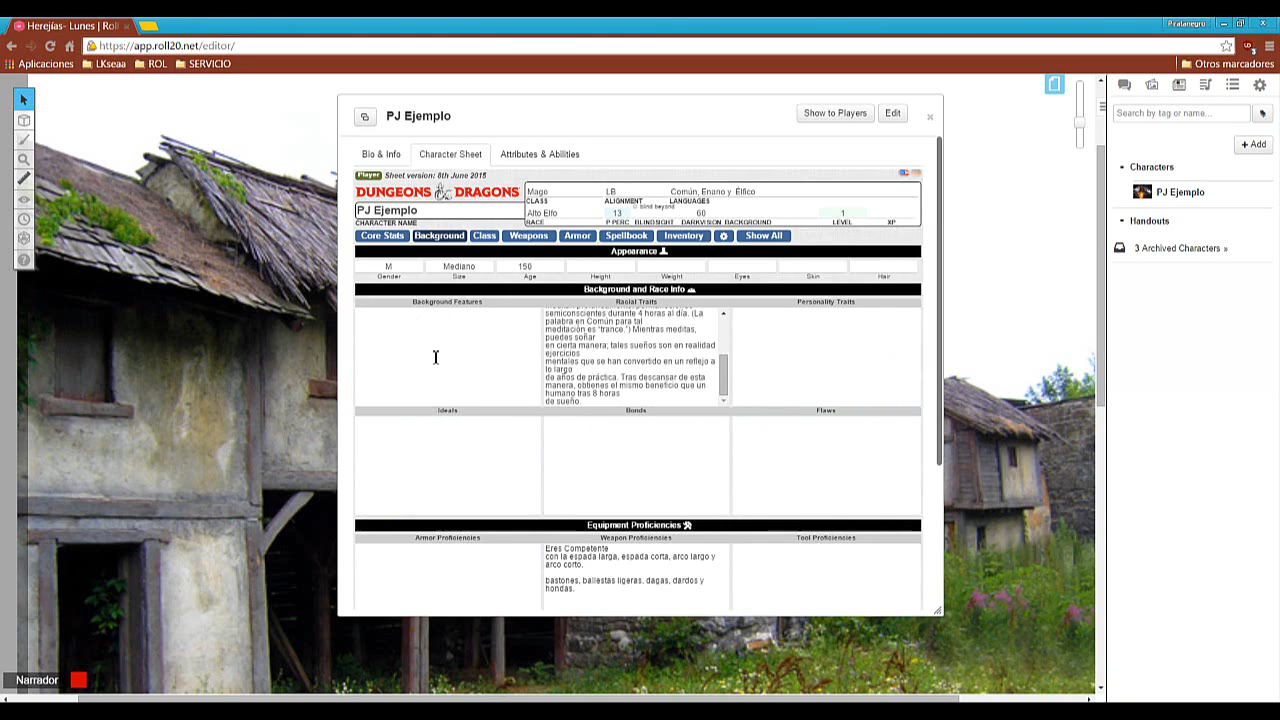 Herejías- Lunes | Roll
Piratanegro
https://app.roll20.net/editor/
Aplicaciones
LKseaa
ROL
SERVICIO
Otros marcadores
PJ Ejemplo
Show to Players
Edit
Search by tag or name...
+ Add
Characters
PJ Ejemplo
Handouts
3 Archived Characters »
Bio & Info
Character Sheet
Attributes & Abilities
Player
Sheet version: 8th June 2015
DUNGEONS & DRAGONS
Mago
LB
Común, Enano y Élfico
CLASS
ALIGNMENT
LANGUAGES
blind beyond
PJ Ejemplo
Alto Elfo
13
60
1
CHARACTER NAME
RACE
P.PERC
BLINDSIGHT
DARKVISION
BACKGROUND
LEVEL
XP
Core Stats
Background
Class
Weapons
Armor
Spellbook
Inventory
Show All
Appearance
M
Mediano
150
Gender
Size
Age
Height
Weight
Eyes
Skin
Hair
Background and Race Info
Background Features
Racial Traits
Personality Traits
semiconscientes durante 4 horas al día. (La
palabra en Común para tal
meditación es “trance.”) Mientras meditas,
puedes soñar
en cierta manera; tales sueños son en realidad
ejercicios
mentales que se han convertido en un reflejo a
lo largo
de años de práctica. Tras descansar de esta
manera, obtienes el mismo beneficio que un
humano tras 8 horas
de sueño.
Ideals
Bonds
Flaws
Equipment Proficiencies
Armor Proficiencies
Weapon Proficiencies
Tool Proficiencies
Eres Competente
con la espada larga, espada corta, arco largo y
arco corto.
bastones, ballestas ligeras, dagas, dardos y
hondas.
Narrador